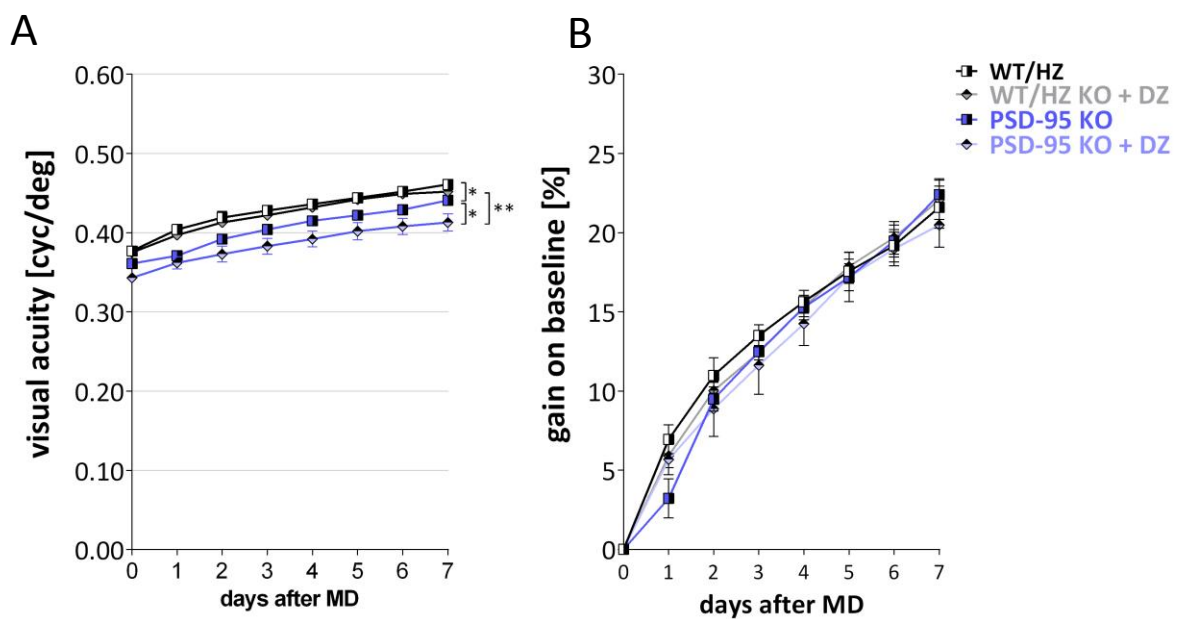 A
visual acuity [cyc/deg]
0.60
0.50
0.40
0.30
0.20
0.10
0.00
0 1 2 3 4 5 6 7
days after MD
*
*
**
B
gain on baseline [%]
30
25
20
15
10
5
0
0 1 2 3 4 5 6 7
days after MD
WT/HZ
WT/HZ KO + DZ
PSD-95 KO
PSD-95 KO + DZ